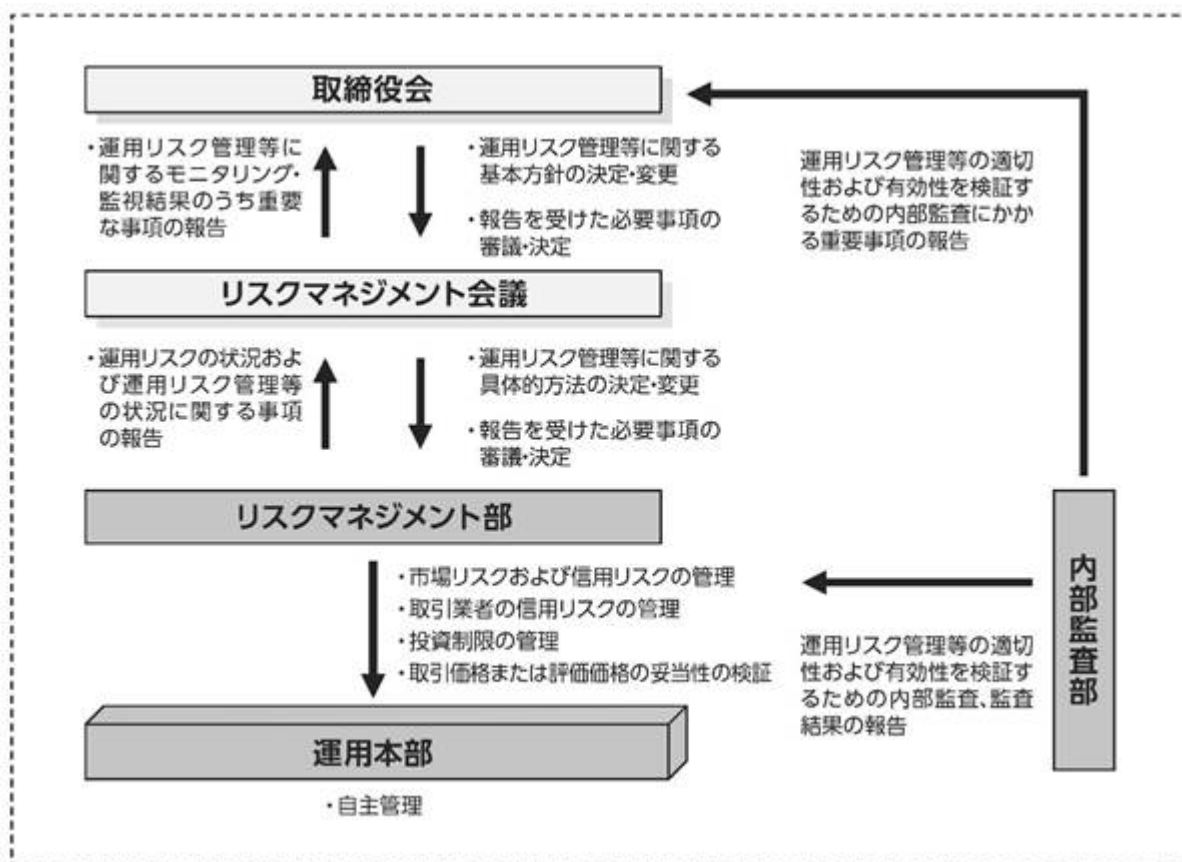 取締役会
・運用リスク管理等に
関するモニタリング・
監視結果のうち重要
な事項の報告
・運用リスク管理等に関する
基本方針の決定・変更
・報告を受けた必要事項の
審議・決定
運用リスク管理等の適切
性および有効性を検証す
るための内部監査にかか
る重要事項の報告
リスクマネジメント会議
・運用リスクの状況およ
び運用リスク管理等
の状況に関する事項
の報告
・運用リスク管理等に関する
具体的方法の決定・変更
・報告を受けた必要事項の
審議・決定
リスクマネジメント部
・市場リスクおよび信用リスクの管理
・取引業者の信用リスクの管理
・投資制限の管理
・取引価格または評価価格の妥当性の検証
運用リスク管理等の適切
性および有効性を検証す
るための内部監査、監査
結果の報告
内部監査部
運用本部
・自主管理